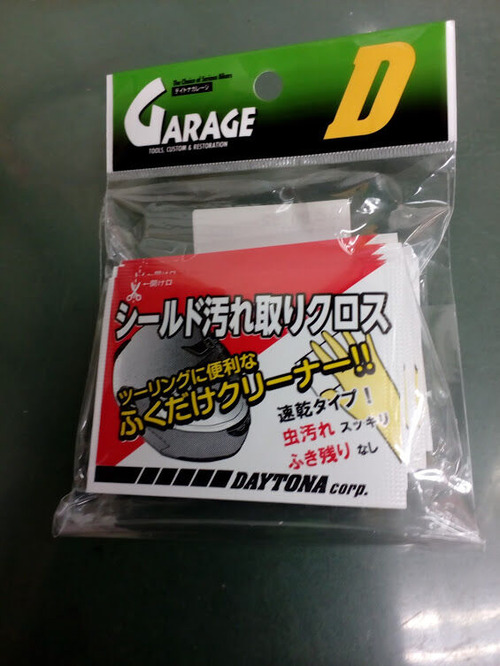 The Choice of Serious Bikers
デイトナガレージ
GARAGE
TOOLS, CUSTOM & RESTORATION
D
←開け口
シールド汚れ取りクロス
ツーリングに便利な
ふくだけクリーナー!!
速乾タイプ!
虫汚れ スッキリ
ふき残り なし
DAYTONA corp.